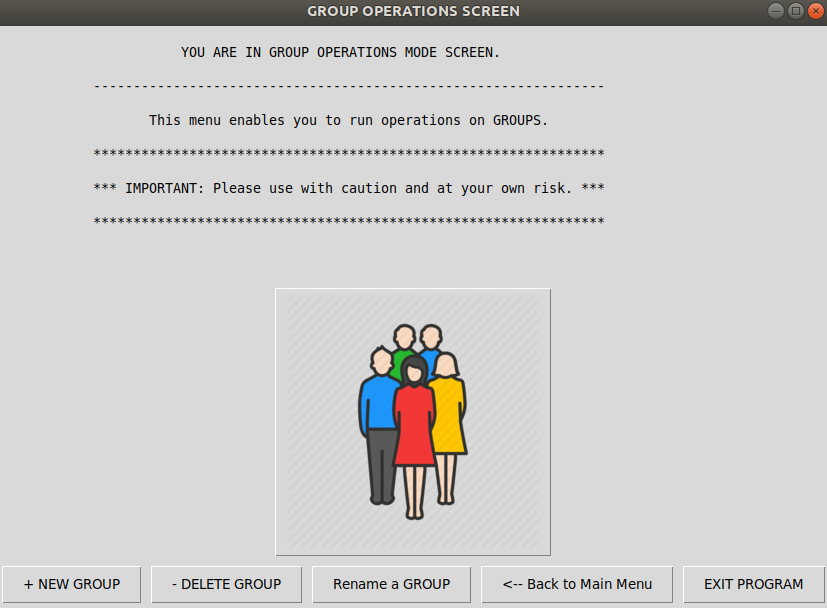 GROUP OPERATIONS SCREEN
YOU ARE IN GROUP OPERATIONS MODE SCREEN.
----------------------------------------------------------------
This menu enables you to run operations on GROUPS.
****************************************************************
*** IMPORTANT: Please use with caution and at your own risk. ***
****************************************************************
+ NEW GROUP
- DELETE GROUP
Rename a GROUP
<-- Back to Main Menu
EXIT PROGRAM